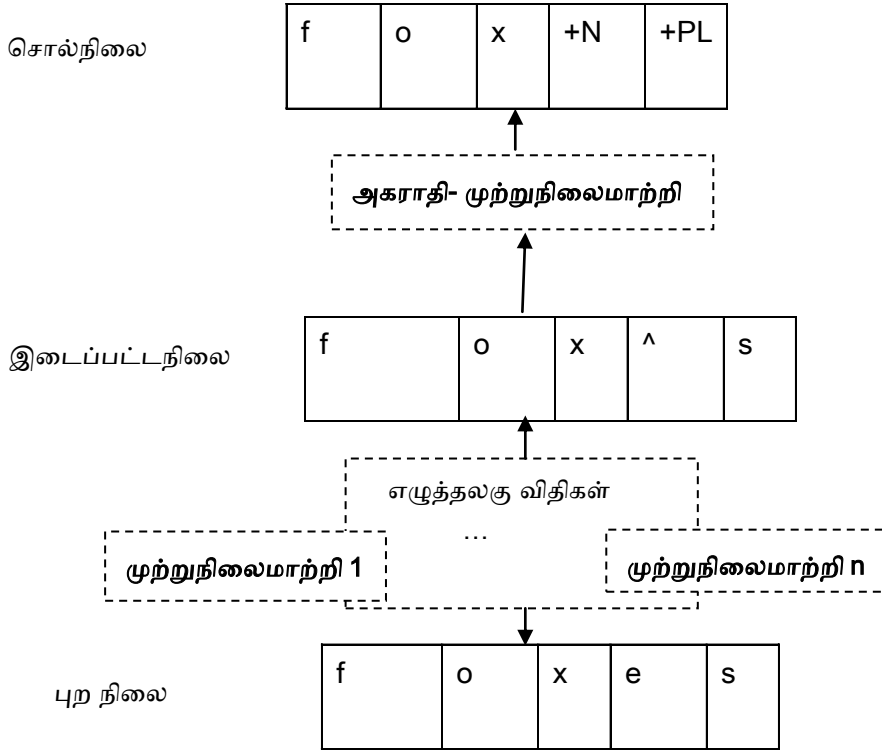 சொல்நிலை f o x +N +PL
அகராதி- முற்றுநிலைமாற்றி
இடைப்பட்டநிலை f o x ^ s
எழுத்தலகு விதிகள்
...
முற்றுநிலைமாற்றி 1 முற்றுநிலைமாற்றி n
புற நிலை f o x e s